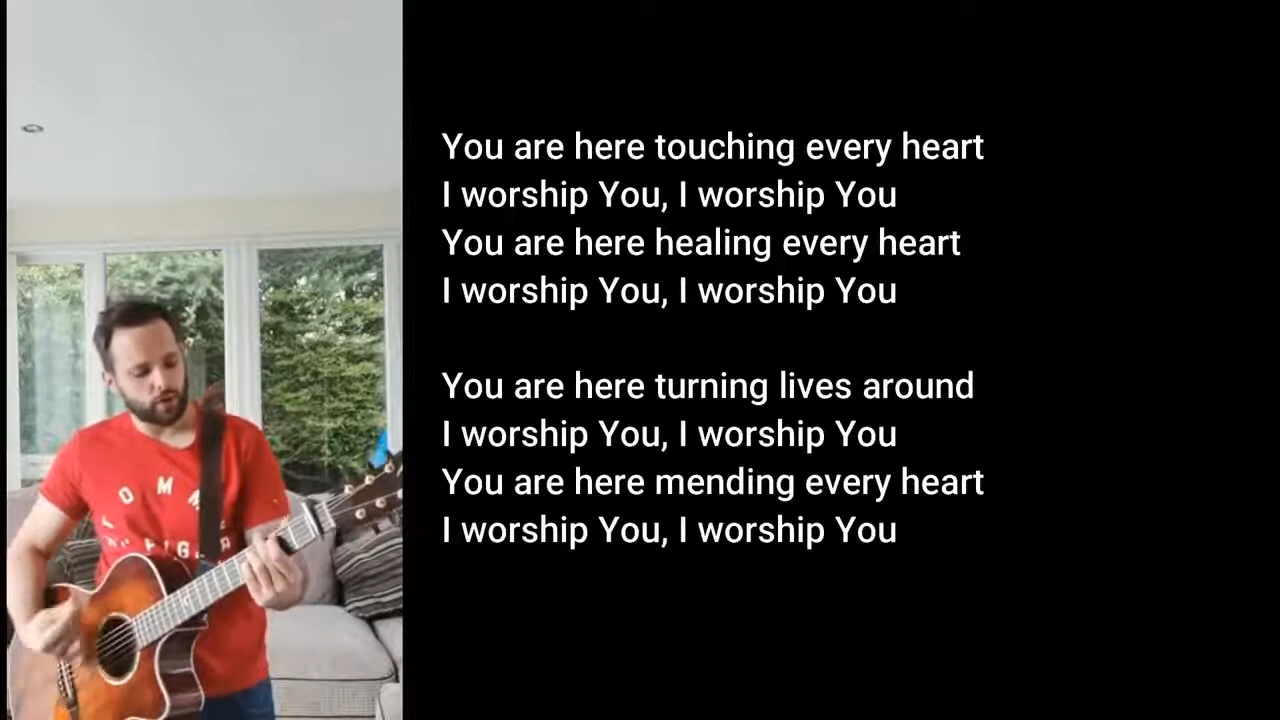 You are here touching every heart
I worship You, I worship You
You are here healing every heart
I worship You, I worship You
You are here turning lives around
I worship You, I worship You
You are here mending every heart
I worship You, I worship You